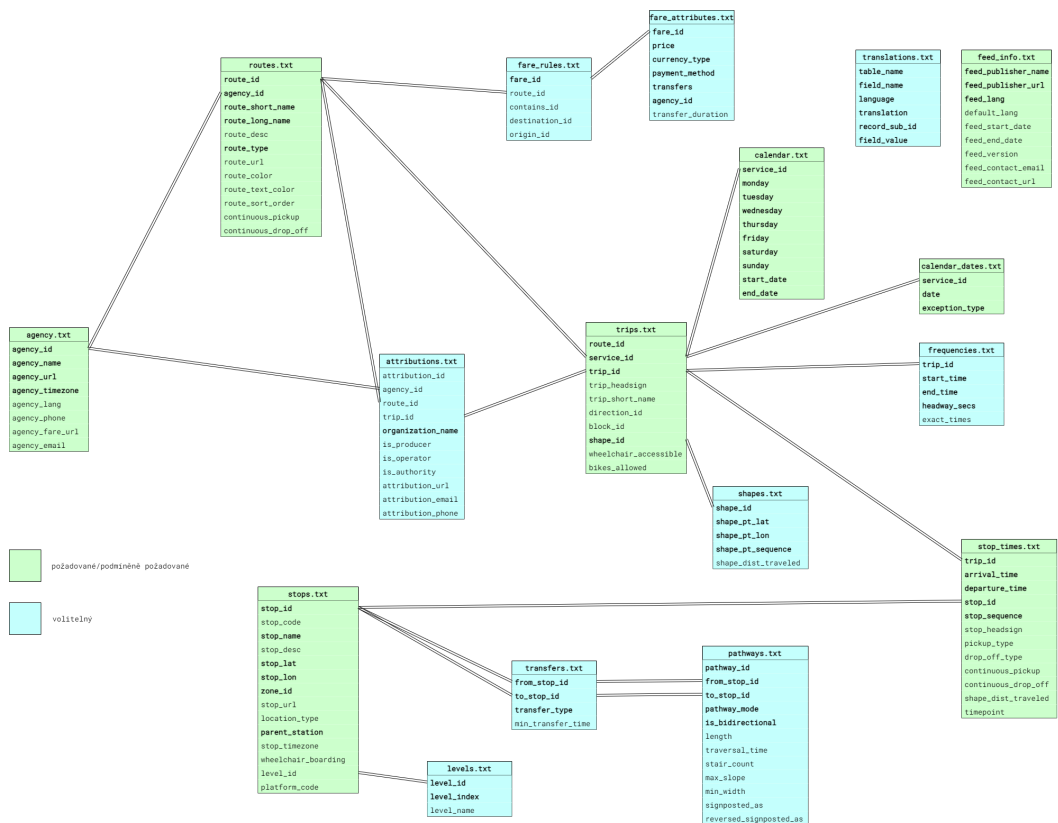 fare_attributes.txt
fare_id
price
currency_type
payment_method
transfers
agency_id
transfer_duration
routes.txt
route_id
agency_id
route_short_name
route_long_name
route_desc
route_type
route_url
route_color
route_text_color
route_sort_order
continuous_pickup
continuous_drop_off
fare_rules.txt
fare_id
route_id
contains_id
destination_id
origin_id
translations.txt
table_name
field_name
language
translation
record_sub_id
field_value
feed_info.txt
feed_publisher_name
feed_publisher_url
feed_lang
default_lang
feed_start_date
feed_end_date
feed_version
feed_contact_email
feed_contact_url
calendar.txt
service_id
monday
tuesday
wednesday
thursday
friday
saturday
sunday
start_date
end_date
calendar_dates.txt
service_id
date
exception_type
agency.txt
agency_id
agency_name
agency_url
agency_timezone
agency_lang
agency_phone
agency_fare_url
agency_email
attributions.txt
attribution_id
agency_id
route_id
trip_id
organization_name
is_producer
is_operator
is_authority
attribution_url
attribution_email
attribution_phone
trips.txt
route_id
service_id
trip_id
trip_headsign
trip_short_name
direction_id
block_id
shape_id
wheelchair_accessible
bikes_allowed
frequencies.txt
trip_id
start_time
end_time
headway_secs
exact_times
shapes.txt
shape_id
shape_pt_lat
shape_pt_lon
shape_pt_sequence
shape_dist_traveled
stop_times.txt
trip_id
arrival_time
departure_time
stop_id
stop_sequence
stop_headsign
pickup_type
drop_off_type
continuous_pickup
continuous_drop_off
shape_dist_traveled
timepoint
požadované/podmíněně požadované
volitelný
stops.txt
stop_id
stop_code
stop_name
stop_desc
stop_lat
stop_lon
zone_id
stop_url
location_type
parent_station
stop_timezone
wheelchair_boarding
level_id
platform_code
transfers.txt
from_stop_id
to_stop_id
transfer_type
min_transfer_time
pathways.txt
pathway_id
from_stop_id
to_stop_id
pathway_mode
is_bidirectional
length
traversal_time
stair_count
max_slope
min_width
signposted_as
reversed_signposted_as
levels.txt
level_id
level_index
level_name